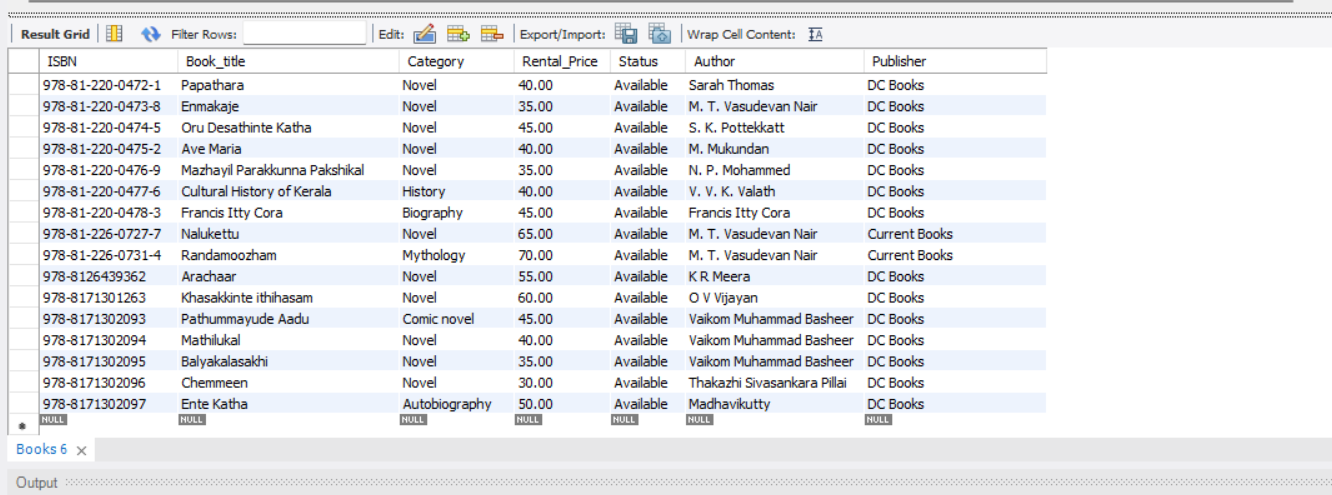 Result Grid Filter Rows: Edit: Export/Import: Wrap Cell Content: IA
ISBN Book_title Category Rental_Price Status Author Publisher
978-81-220-0472-1 Papathara Novel 40.00 Available Sarah Thomas DC Books
978-81-220-0473-8 Enmakaje Novel 35.00 Available M. T. Vasudevan Nair DC Books
978-81-220-0474-5 Oru Desathinte Katha Novel 45.00 Available S. K. Pottekkatt DC Books
978-81-220-0475-2 Ave Maria Novel 40.00 Available M. Mukundan DC Books
978-81-220-0476-9 Mazhayil Parakkunna Pakshikal Novel 35.00 Available N. P. Mohammed DC Books
978-81-220-0477-6 Cultural History of Kerala History 40.00 Available V. V. K. Valath DC Books
978-81-220-0478-3 Francis Itty Cora Biography 45.00 Available Francis Itty Cora DC Books
978-81-226-0727-7 Nalukettu Novel 65.00 Available M. T. Vasudevan Nair Current Books
978-81-226-0731-4 Randamoozham Mythology 70.00 Available M. T. Vasudevan Nair Current Books
978-8126439362 Arachaar Novel 55.00 Available K R Meera DC Books
978-8171301263 Khasakkinte ithihasam Novel 60.00 Available O V Vijayan DC Books
978-8171302093 Pathummayude Aadu Comic novel 45.00 Available Vaikom Muhammad Basheer DC Books
978-8171302094 Mathilukal Novel 40.00 Available Vaikom Muhammad Basheer DC Books
978-8171302095 Balyakalasakhi Novel 35.00 Available Vaikom Muhammad Basheer DC Books
978-8171302096 Chemmeen Novel 30.00 Available Thakazhi Sivasankara Pillai DC Books
978-8171302097 Ente Katha Autobiography 50.00 Available Madhavikutty DC Books
NULL NULL NULL NULL NULL NULL NULL
Books 6
Output